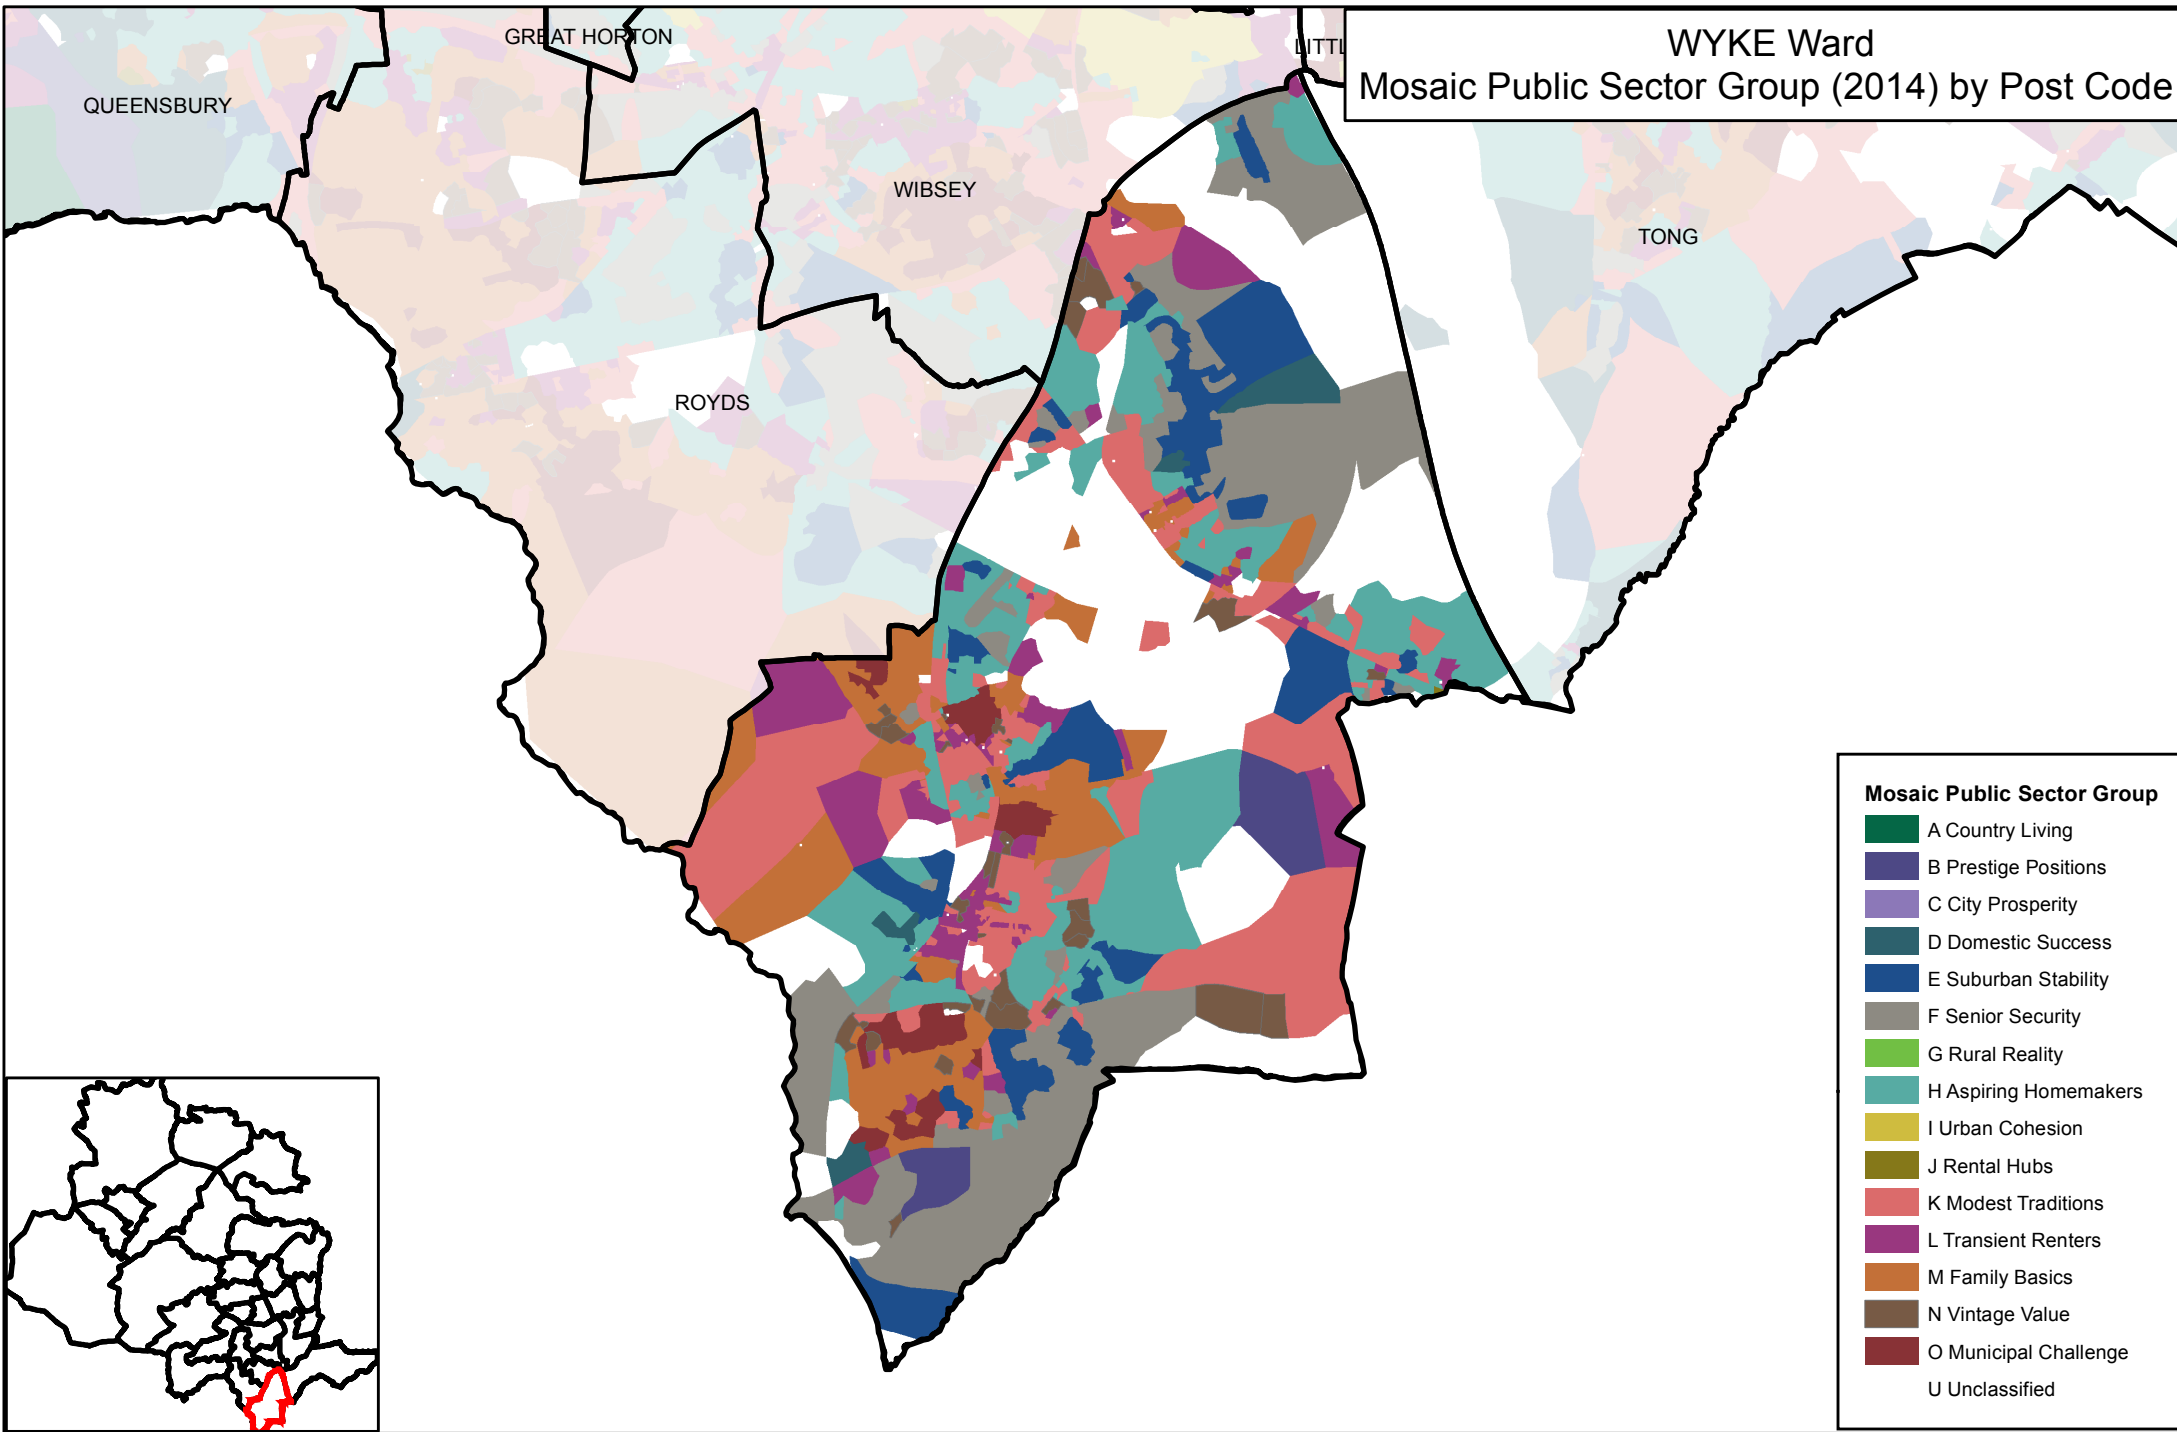 WYKE Ward
Mosaic Public Sector Group (2014) by Post Code
GREAT HORTON
LITTL
QUEENSBURY
WIBSEY
TONG
ROYDS
Mosaic Public Sector Group
A Country Living
B Prestige Positions
C City Prosperity
D Domestic Success
E Suburban Stability
F Senior Security
G Rural Reality
H Aspiring Homemakers
I Urban Cohesion
J Rental Hubs
K Modest Traditions
L Transient Renters
M Family Basics
N Vintage Value
O Municipal Challenge
U Unclassified